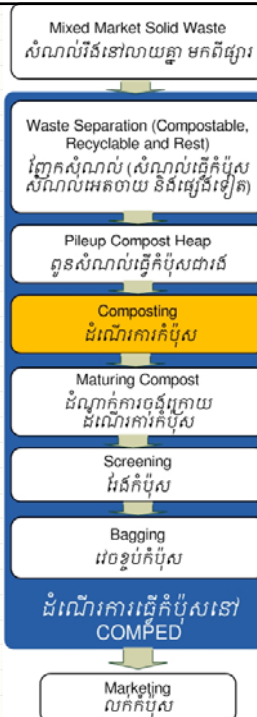 Mixed Market Solid Waste
សំណល់រឹងនៅលាយគ្នា មកពីផ្សារ
Waste Separation (Compostable,
Recyclable and Rest)
ញែកសំណល់ (សំណល់ធ្វើកំប៉ុស
សំណល់អេតចាយ និងផ្សេងទៀត)
Pileup Compost Heap
ពូនសំណល់ធ្វើកំប៉ុសជារង
Composting
ដំណើរការកំប៉ុស
Maturing Compost
ដំណាក់ការចុងក្រោយ
ដំណើរការកំប៉ុស
Screening
រែងកំប៉ុស
Bagging
វេចខ្ចប់កំប៉ុស
ដំណើរការធ្វើកំប៉ុសនៅ
COMPED
Marketing
លក់កំប៉ុស